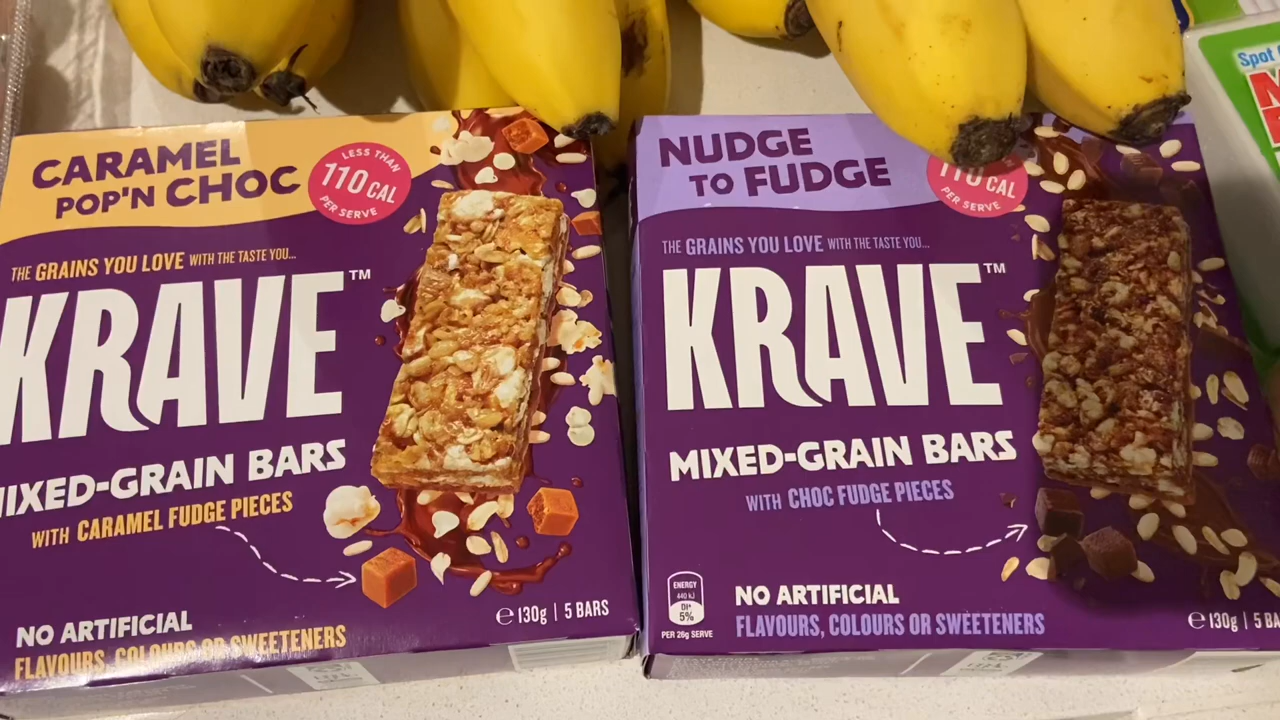 CARAMEL
POP'N CHOC
LESS THAN
110 CAL
PER SERVE
THE GRAINS YOU LOVE WITH THE TASTE YOU...
KRAVE™
MIXED-GRAIN BARS
WITH CARAMEL FUDGE PIECES
NO ARTIFICIAL
FLAVOURS, COLOURS OR SWEETENERS
℮130g | 5 BARS
NUDGE
TO FUDGE
110 CAL
PER SERVE
THE GRAINS YOU LOVE WITH THE TASTE YOU...
KRAVE™
MIXED-GRAIN BARS
WITH CHOC FUDGE PIECES
ENERGY
440 kJ
DI*
5%
PER 26g SERVE
NO ARTIFICIAL
FLAVOURS, COLOURS OR SWEETENERS
℮130g | 5 BA
Spot